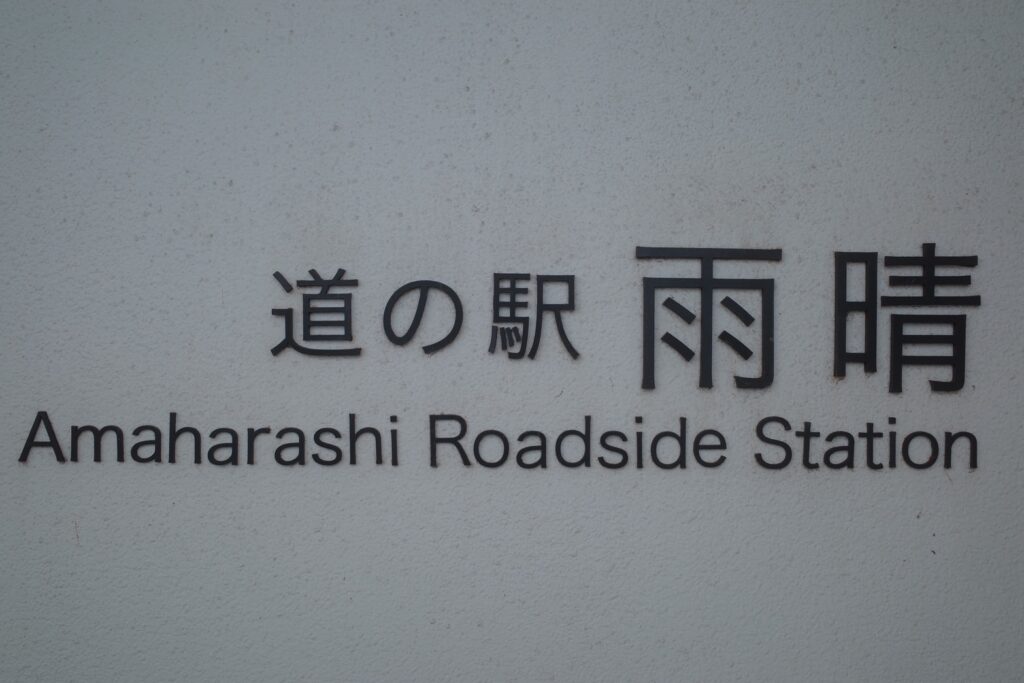 道の駅 雨晴
Amaharashi Roadside Station